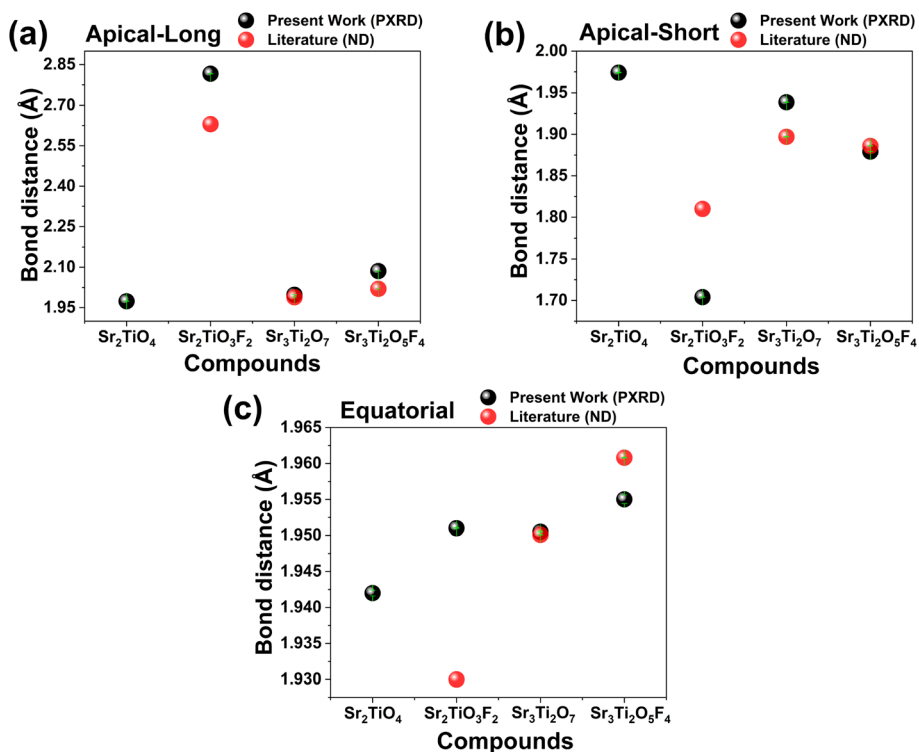 (a) Apical-Long
Present Work (PXRD)
Literature (ND)
Bond distance (Å)
2.85
2.70
2.55
2.40
2.25
2.10
1.95
Sr₂TiO₄ Sr₂TiO₃F₂ Sr₃Ti₂O₇ Sr₃Ti₂O₅F₄
Compounds
(b) Apical-Short
Present Work (PXRD)
Literature (ND)
Bond distance (Å)
2.00
1.95
1.90
1.85
1.80
1.75
1.70
Sr₂TiO₄ Sr₂TiO₃F₂ Sr₃Ti₂O₇ Sr₃Ti₂O₅F₄
Compounds
(c) Equatorial
Present Work (PXRD)
Literature (ND)
Bond distance (Å)
1.965
1.960
1.955
1.950
1.945
1.940
1.935
1.930
Sr₂TiO₄ Sr₂TiO₃F₂ Sr₃Ti₂O₇ Sr₃Ti₂O₅F₄
Compounds